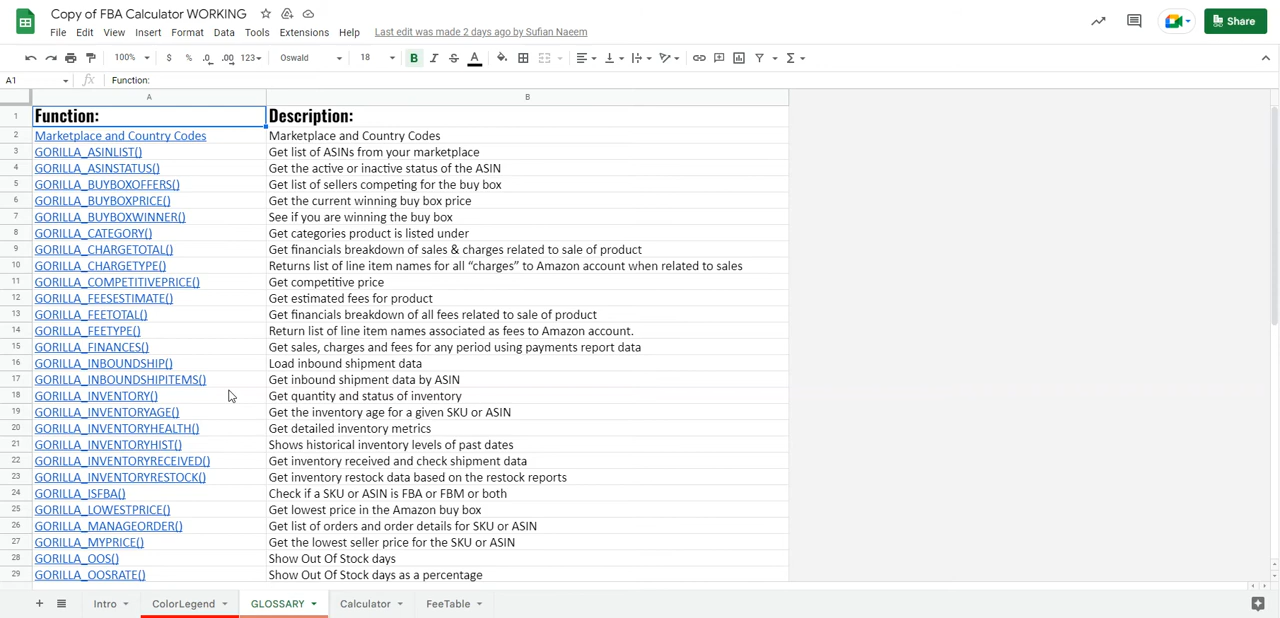 Copy of FBA Calculator WORKING
File Edit View Insert Format Data Tools Extensions Help Last edit was made 2 days ago by Sufian Naeem
Share
100% $ % .0 .00 123 Oswald 18 B I S A
A1 fx Function:
A B
1 Function: Description:
2 Marketplace and Country Codes Marketplace and Country Codes
3 GORILLA_ASINLIST() Get list of ASINs from your marketplace
4 GORILLA_ASINSTATUS() Get the active or inactive status of the ASIN
5 GORILLA_BUYBOXOFFERS() Get list of sellers competing for the buy box
6 GORILLA_BUYBOXPRICE() Get the current winning buy box price
7 GORILLA_BUYBOXWINNER() See if you are winning the buy box
8 GORILLA_CATEGORY() Get categories product is listed under
9 GORILLA_CHARGETOTAL() Get financials breakdown of sales & charges related to sale of product
10 GORILLA_CHARGETYPE() Returns list of line item names for all “charges” to Amazon account when related to sales
11 GORILLA_COMPETITIVEPRICE() Get competitive price
12 GORILLA_FEESESTIMATE() Get estimated fees for product
13 GORILLA_FEETOTAL() Get financials breakdown of all fees related to sale of product
14 GORILLA_FEETYPE() Return list of line item names associated as fees to Amazon account.
15 GORILLA_FINANCES() Get sales, charges and fees for any period using payments report data
16 GORILLA_INBOUNDSHIP() Load inbound shipment data
17 GORILLA_INBOUNDSHIPITEMS() Get inbound shipment data by ASIN
18 GORILLA_INVENTORY() Get quantity and status of inventory
19 GORILLA_INVENTORYAGE() Get the inventory age for a given SKU or ASIN
20 GORILLA_INVENTORYHEALTH() Get detailed inventory metrics
21 GORILLA_INVENTORYHIST() Shows historical inventory levels of past dates
22 GORILLA_INVENTORYRECEIVED() Get inventory received and check shipment data
23 GORILLA_INVENTORYRESTOCK() Get inventory restock data based on the restock reports
24 GORILLA_ISFBA() Check if a SKU or ASIN is FBA or FBM or both
25 GORILLA_LOWESTPRICE() Get lowest price in the Amazon buy box
26 GORILLA_MANAGEORDER() Get list of orders and order details for SKU or ASIN
27 GORILLA_MYPRICE() Get the lowest seller price for the SKU or ASIN
28 GORILLA_OOS() Show Out Of Stock days
29 GORILLA_OOSRATE() Show Out Of Stock days as a percentage
Intro ColorLegend GLOSSARY Calculator FeeTable